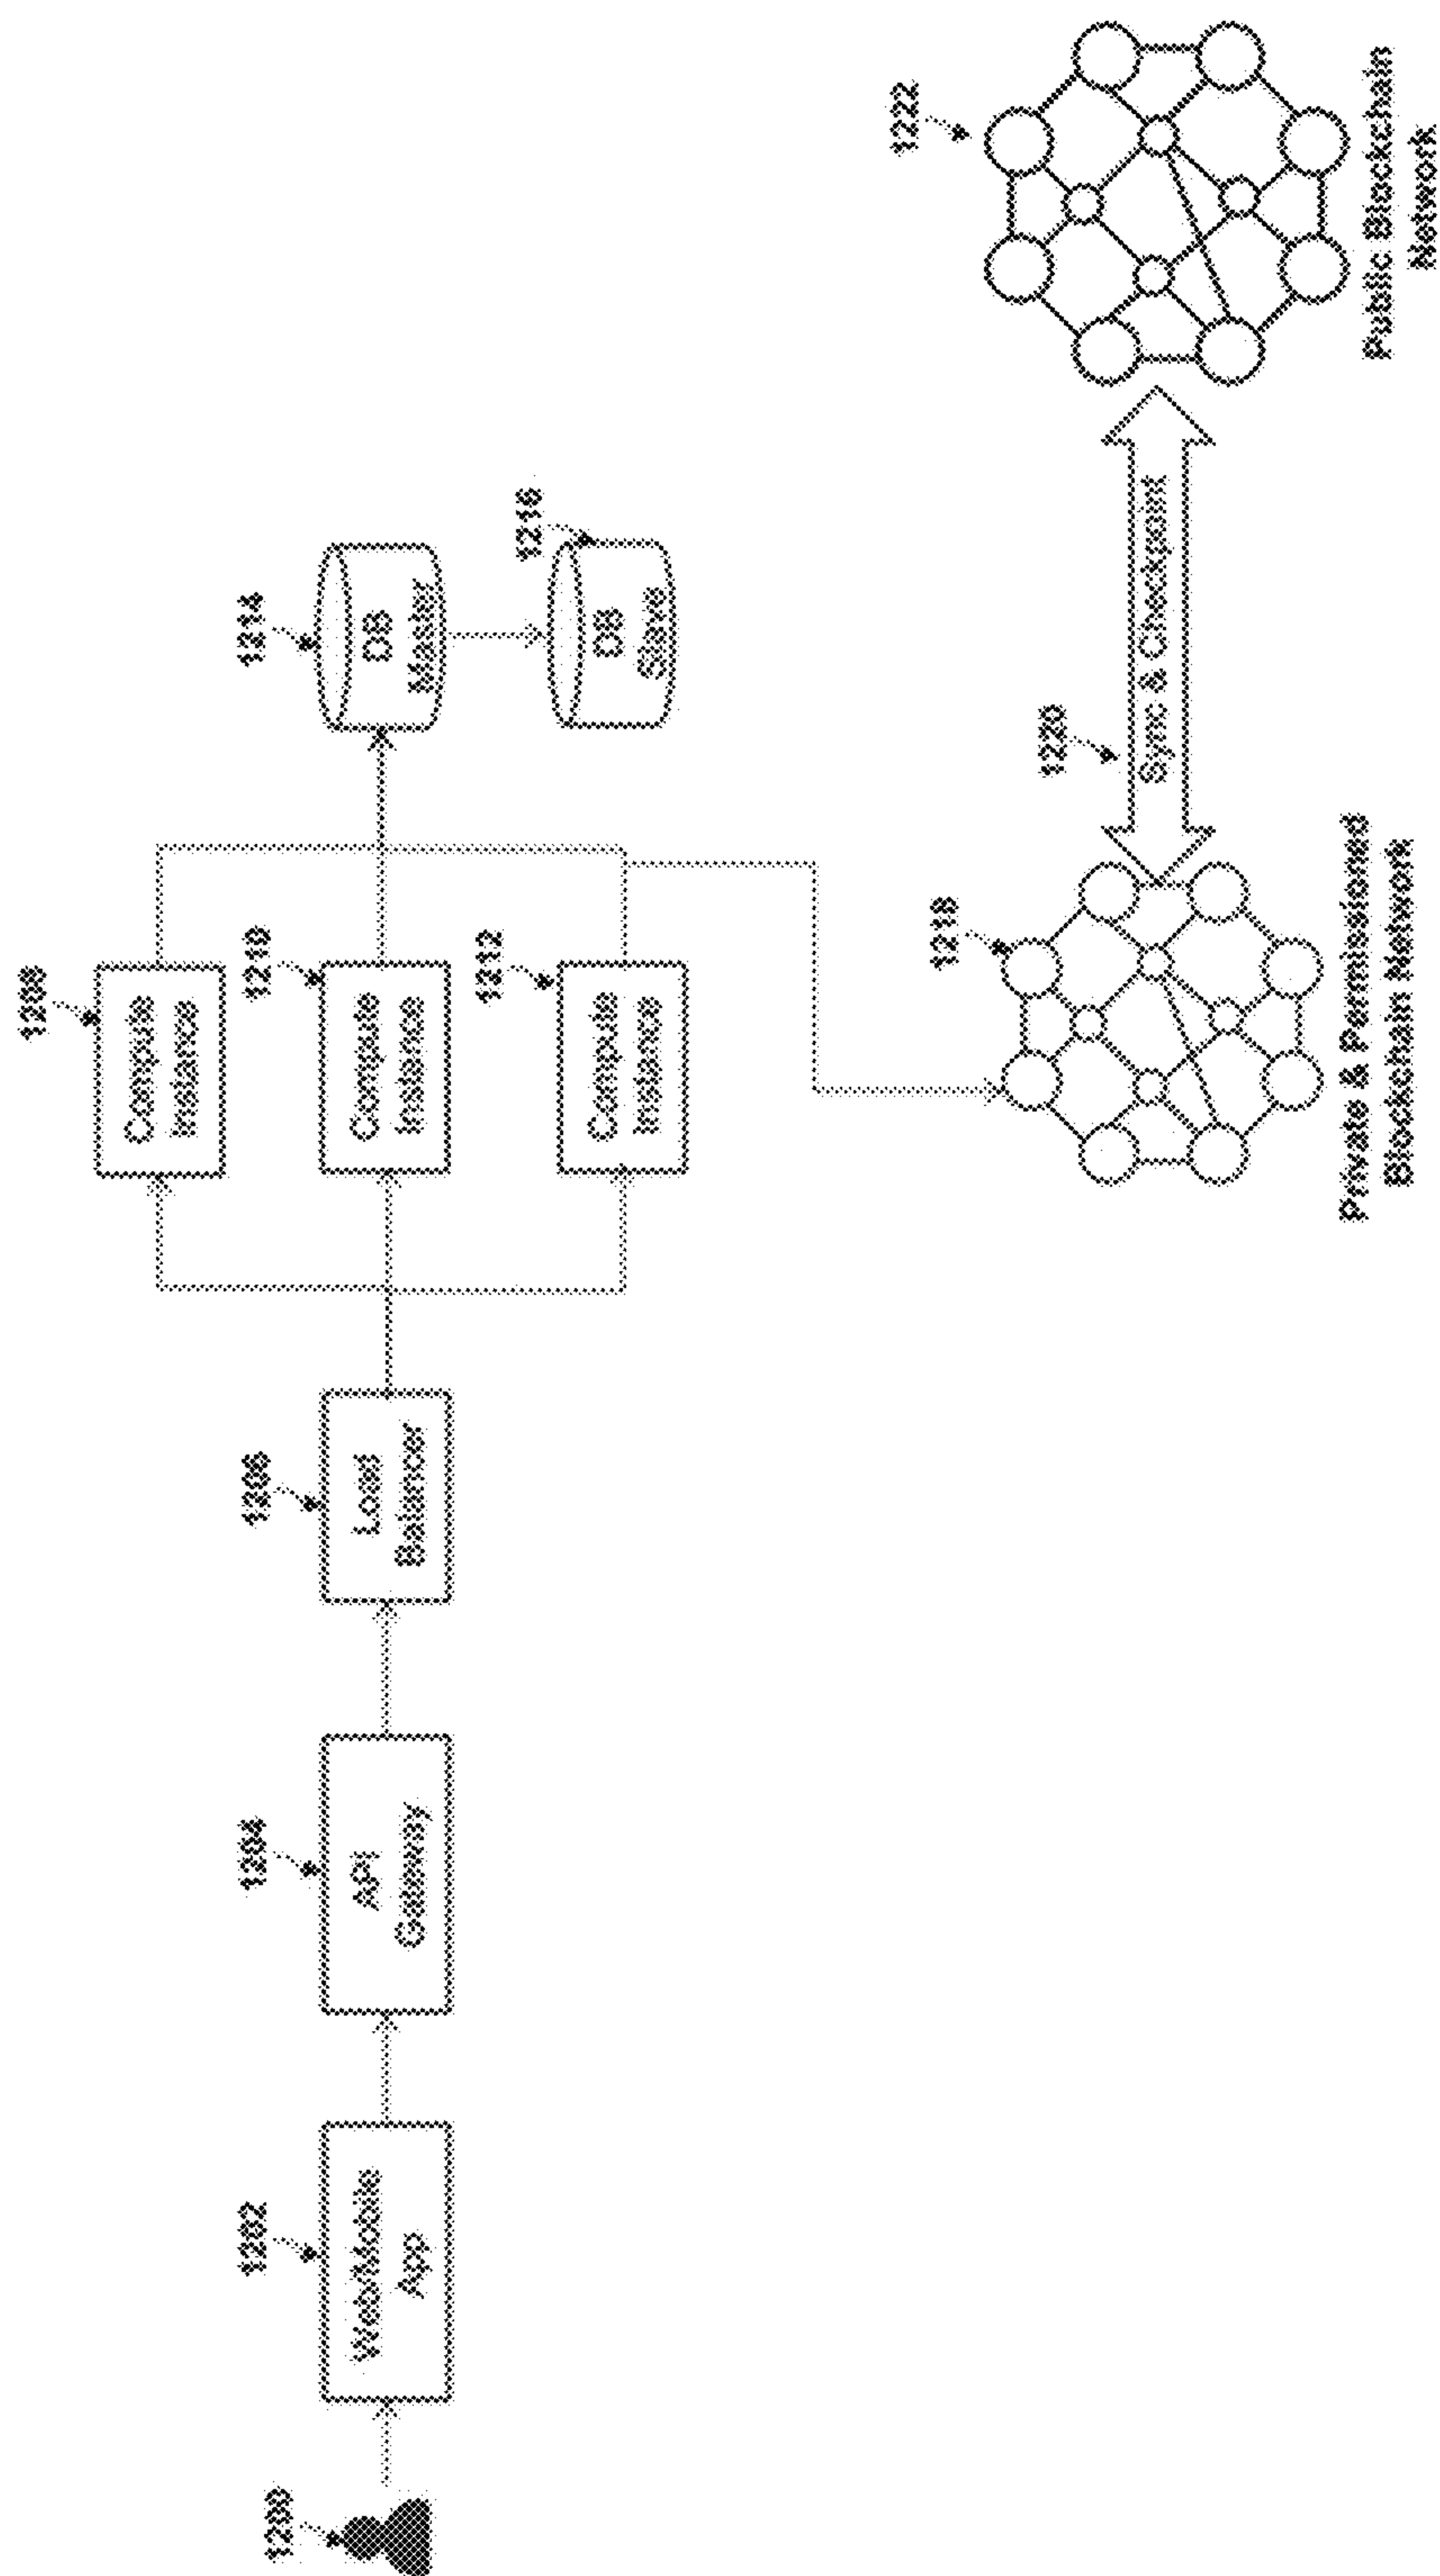 1200
1202
Web/Mobile
App
1204
API
Gateway
1206
Load
Balancer
1208
Compute
Instance
1210
Compute
Instance
1212
Compute
Instance
1214
DB
Master
1216
DB
Slave
1218
Private & Permissioned
Blockchain Network
1220
Sync & Checkpoint
1222
Public Blockchain
Network